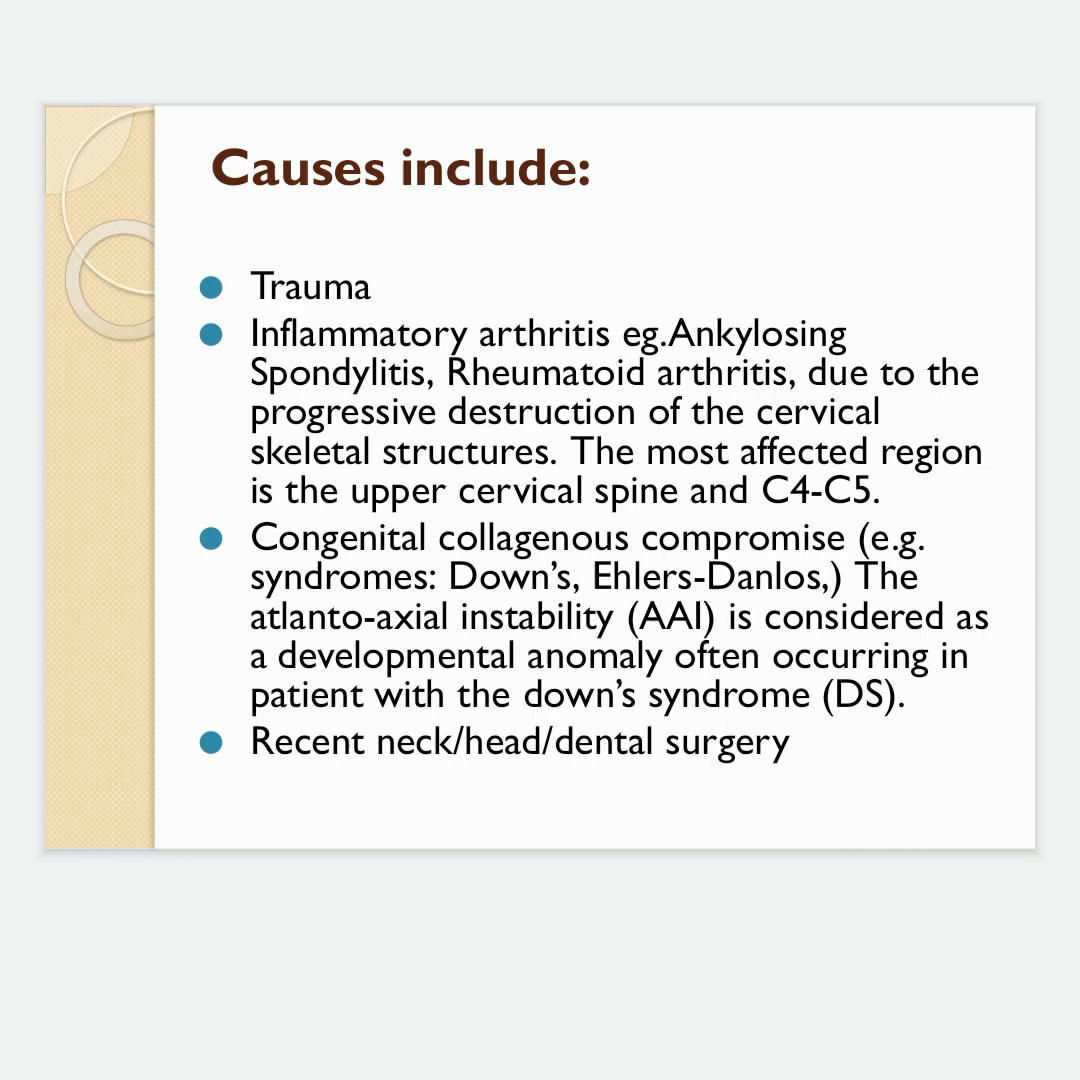 Causes include:
Trauma
Inflammatory arthritis eg.Ankylosing
Spondylitis, Rheumatoid arthritis, due to the
progressive destruction of the cervical
skeletal structures. The most affected region
is the upper cervical spine and C4-C5.
Congenital collagenous compromise (e.g.
syndromes: Down’s, Ehlers-Danlos,) The
atlanto-axial instability (AAI) is considered as
a developmental anomaly often occurring in
patient with the down’s syndrome (DS).
Recent neck/head/dental surgery